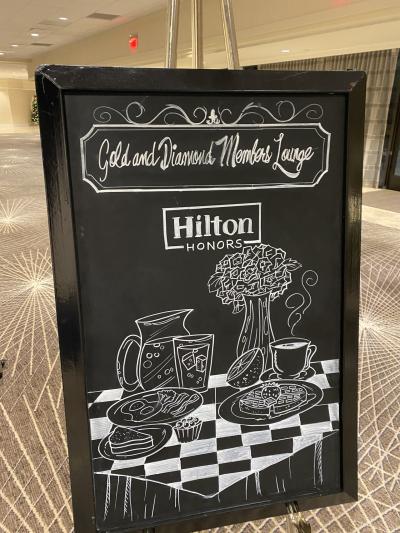 Gold and Diamond Members Lounge
Hilton
HONORS